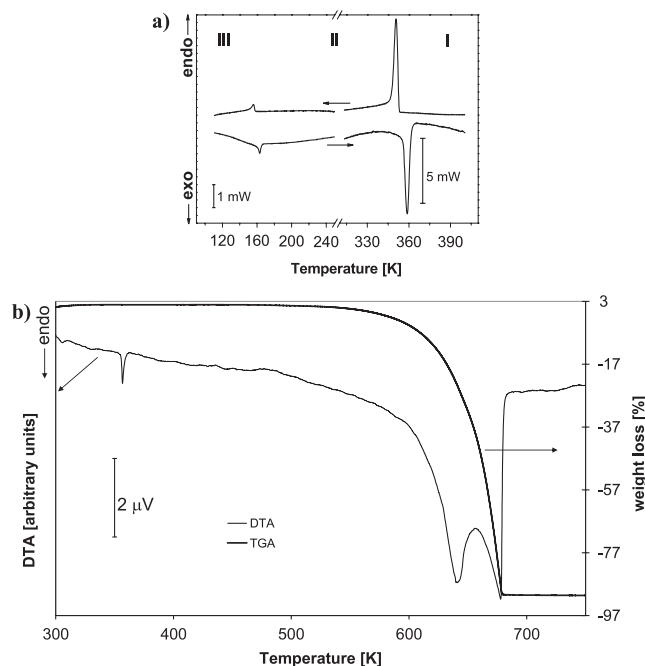 a)
endo
exo
III
II
I
1 mW
5 mW
120 160 200 240 330 360 390
Temperature [K]
b)
endo
DTA [arbitrary units]
2 μV
DTA
TGA
3
-17
-37
-57
-77
-97
weight loss [%]
300 400 500 600 700
Temperature [K]